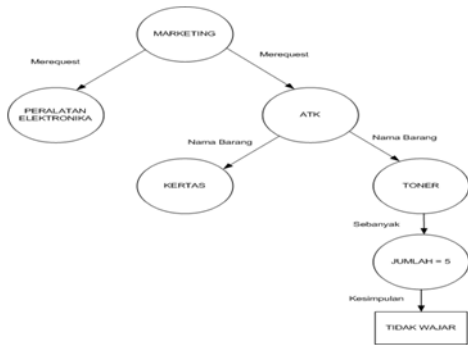 MARKETING
Merequest
Merequest
PERALATAN
ELEKTRONIKA
ATK
Nama Barang
Nama Barang
KERTAS
TONER
Sebanyak
JUMLAH = 5
Kesimpulan
TIDAK WAJAR